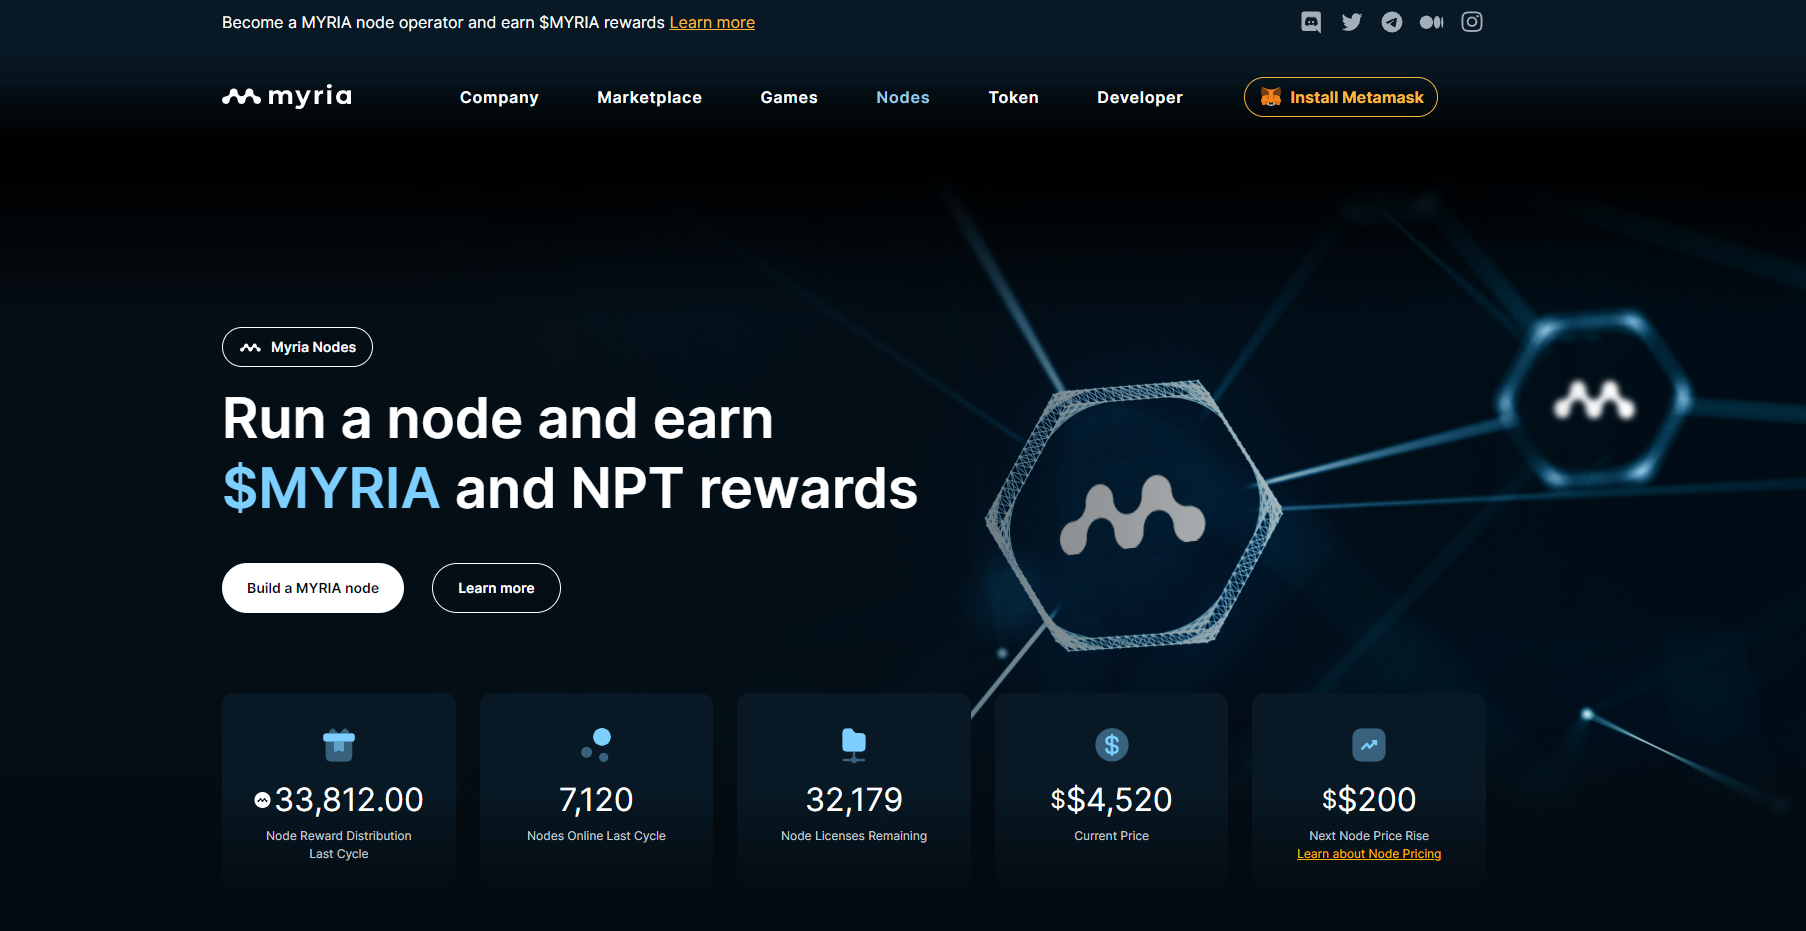 Become a MYRIA node operator and earn $MYRIA rewards Learn more
myria
Company
Marketplace
Games
Nodes
Token
Developer
Install Metamask
Myria Nodes
Run a node and earn
$MYRIA and NPT rewards
Build a MYRIA node
Learn more
33,812.00
Node Reward Distribution
Last Cycle
7,120
Nodes Online Last Cycle
32,179
Node Licenses Remaining
$$4,520
Current Price
$$200
Next Node Price Rise
Learn about Node Pricing